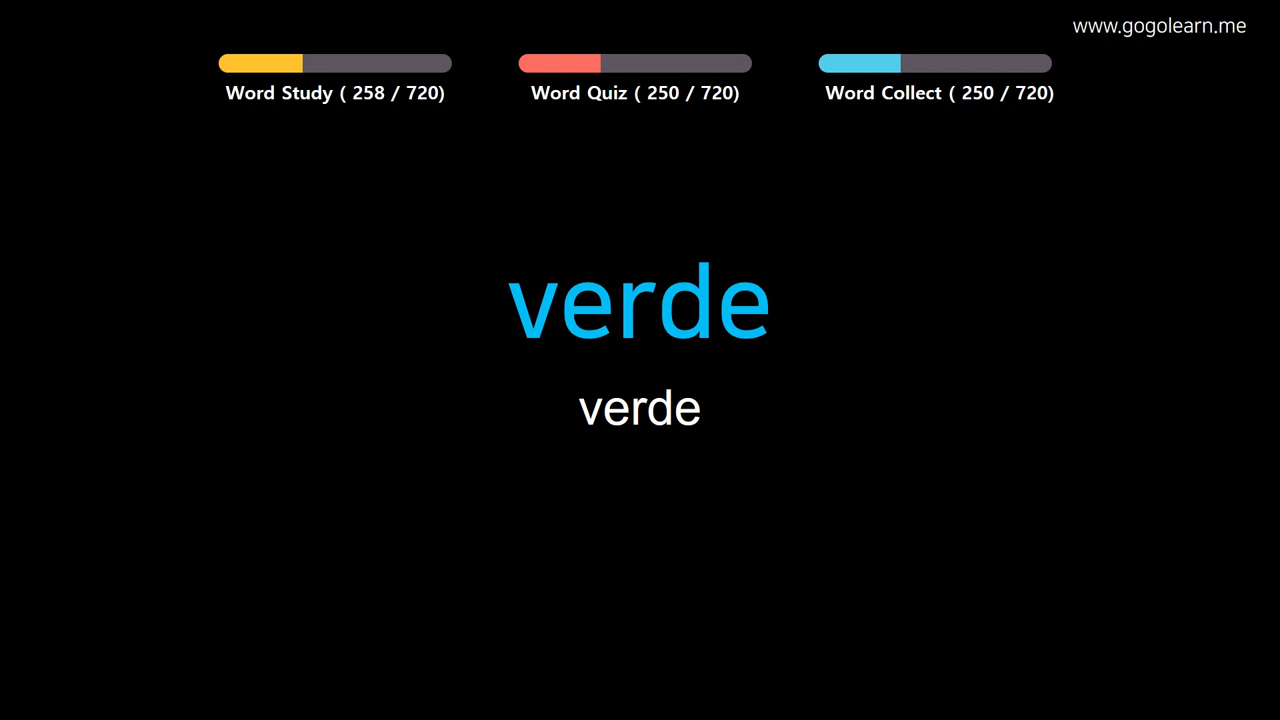 www.gogolearn.me
Word Study ( 258 / 720)
Word Quiz ( 250 / 720)
Word Collect ( 250 / 720)
verde
verde